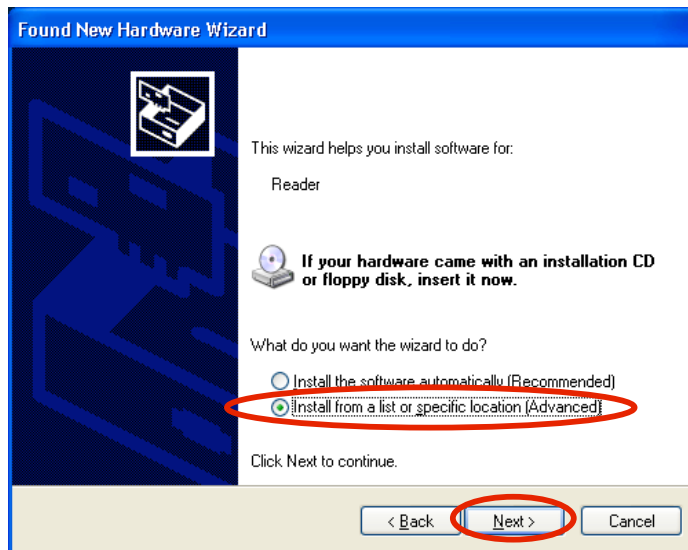 Found New Hardware Wizard
This wizard helps you install software for:
Reader
If your hardware came with an installation CD
or floppy disk, insert it now.
What do you want the wizard to do?
Install the software automatically (Recommended)
Install from a list or specific location (Advanced)
Click Next to continue.
< Back Next > Cancel